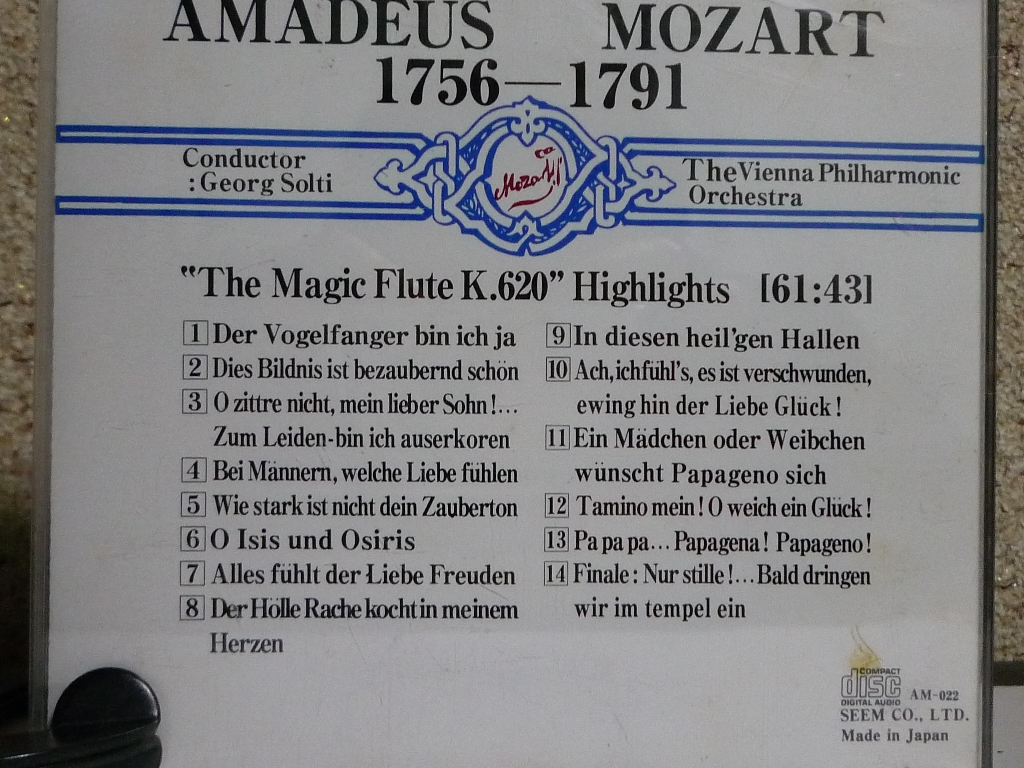 AMADEUS MOZART
1756—1791
Conductor
:Georg Solti
Mozart
The Vienna Philharmonic
Orchestra
"The Magic Flute K.620" Highlights [61:43]
1 Der Vogelfanger bin ich ja
2 Dies Bildnis ist bezaubernd schön
3 O zittre nicht, mein lieber Sohn!...
Zum Leiden-bin ich auserkoren
4 Bei Männern, welche Liebe fühlen
5 Wie stark ist nicht dein Zauberton
6 O Isis und Osiris
7 Alles fühlt der Liebe Freuden
8 Der Hölle Rache kocht in meinem
Herzen
9 In diesen heil'gen Hallen
10 Ach, ich fühl's, es ist verschwunden,
ewing hin der Liebe Glück!
11 Ein Mädchen oder Weibchen
wünscht Papageno sich
12 Tamino mein! O weich ein Glück!
13 Pa pa pa... Papagena! Papageno!
14 Finale: Nur stille!...Bald dringen
wir im tempel ein
COMPACT
disc
DIGITAL AUDIO
AM-022
SEEM CO., LTD.
Made in Japan